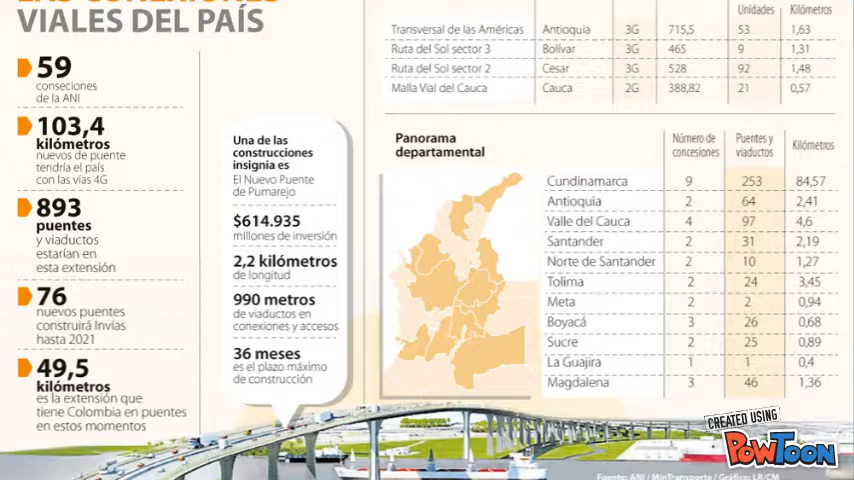 LAS CONEXIONES
VIALES DEL PAÍS
59
conseciones
de la ANI
103,4
kilómetros
nuevos de puente
tendría el país
con las vías 4G
893
puentes
y viaductos
estarían en
esta extensión
76
nuevos puentes
construirá Invías
hasta 2021
49,5
kilómetros
es la extensión que
tiene Colombia en puentes
en estos momentos
Una de las
construcciones
insignia es
El Nuevo Puente
de Pumarejo
$614.935
millones de inversión
2,2 kilómetros
de longitud
990 metros
de viaductos en
conexiones y accesos
36 meses
es el plazo máximo
de construcción
Unidades Kilómetros
Transversal de las Américas Antioquia 3G 715,5 53 1,63
Ruta del Sol sector 3 Bolívar 3G 465 9 1,31
Ruta del Sol sector 2 Cesar 3G 528 92 1,48
Malla Vial del Cauca Cauca 2G 388,82 21 0,57
Panorama
departamental
Número de Puentes y Kilómetros
concesiones viaductos
Cundinamarca 9 253 84,57
Antioquia 2 64 2,41
Valle del Cauca 4 97 4,6
Santander 2 31 2,19
Norte de Santander 2 10 1,27
Tolima 2 24 3,45
Meta 2 2 0,94
Boyacá 3 26 0,68
Sucre 2 25 0,89
La Guajira 1 1 0,4
Magdalena 3 46 1,36
CREATED USING
POWTOON
Fuente: ANI / MinTransporte / Gráfico: LR/CM